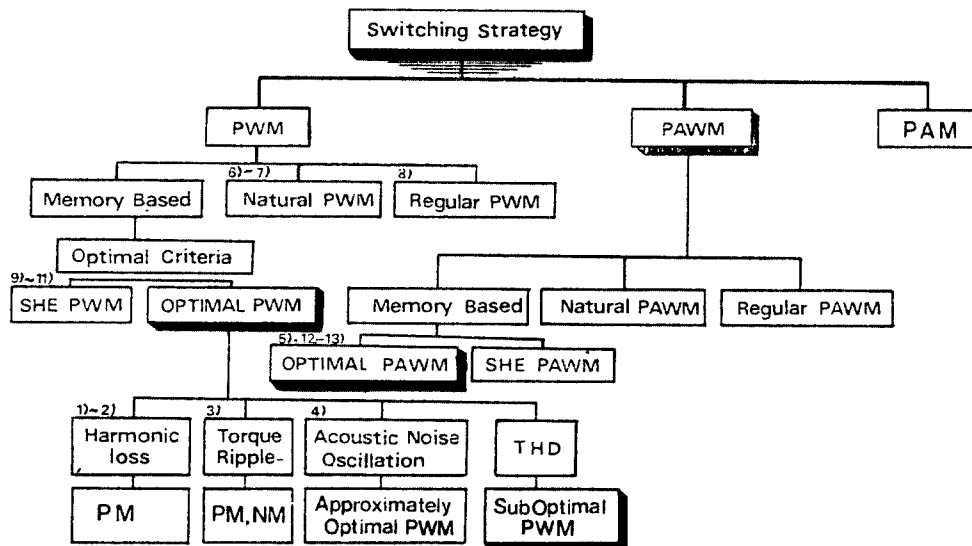 Switching Strategy
PWM
PAWM
PAM
6)~7)
8)
Memory Based
Natural PWM
Regular PWM
Optimal Criteria
9)~11)
SHE PWM
OPTIMAL PWM
Memory Based
Natural PAWM
Regular PAWM
5),12-13)
OPTIMAL PAWM
SHE PAWM
1)~2)
3)
4)
Harmonic
loss
Torque
Ripple-
Acoustic Noise
Oscillation
THD
PM
PM,NM
Approximately
Optimal PWM
SubOptimal
PWM